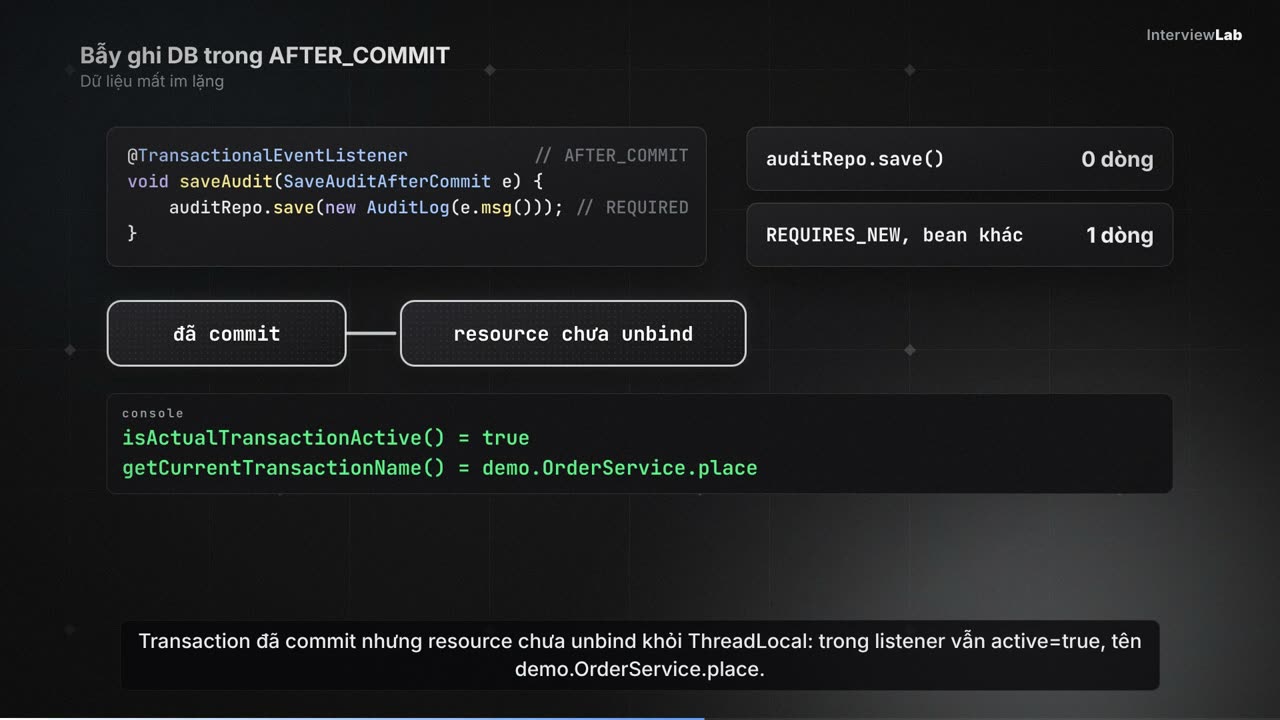 Bẫy ghi DB trong AFTER_COMMIT
InterviewLab
Dữ liệu mất im lặng
@TransactionalEventListener // AFTER_COMMIT
void saveAudit(SaveAuditAfterCommit e) {
auditRepo.save(new AuditLog(e.msg())); // REQUIRED
}
auditRepo.save() 0 dòng
REQUIRES_NEW, bean khác 1 dòng
đã commit
resource chưa unbind
console
isActualTransactionActive() = true
getCurrentTransactionName() = demo.OrderService.place
Transaction đã commit nhưng resource chưa unbind khỏi ThreadLocal: trong listener vẫn active=true, tên
demo.OrderService.place.